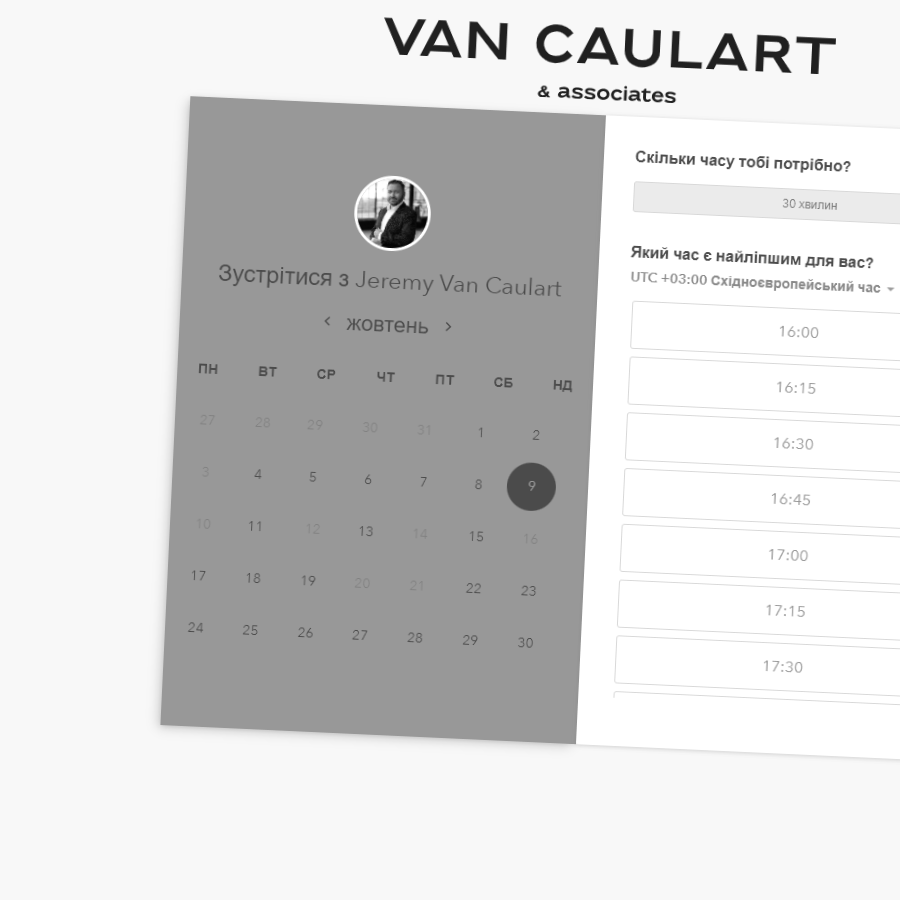 VAN CAULART
& associates
Зустрітися з Jeremy Van Caulart
жовтень
ПН ВТ СР ЧТ ПТ СБ НД
27 28 29 30 31 1 2
3 4 5 6 7 8 9
10 11 12 13 14 15 16
17 18 19 20 21 22 23
24 25 26 27 28 29 30
Скільки часу тобі потрібно?
30 хвилин
Який час є найліпшим для вас?
UTC +03:00 Східноєвропейський час
16:00
16:15
16:30
16:45
17:00
17:15
17:30